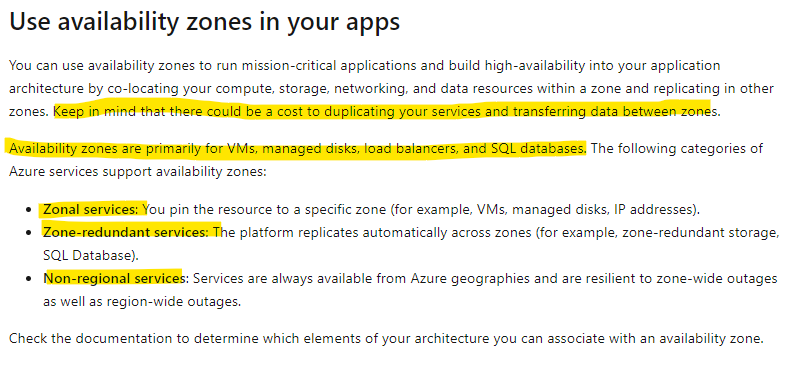 Use availability zones in your apps
You can use availability zones to run mission-critical applications and build high-availability into your application
architecture by co-locating your compute, storage, networking, and data resources within a zone and replicating in other
zones. Keep in mind that there could be a cost to duplicating your services and transferring data between zones.
Availability zones are primarily for VMs, managed disks, load balancers, and SQL databases. The following categories of
Azure services support availability zones:
• Zonal services: You pin the resource to a specific zone (for example, VMs, managed disks, IP addresses).
• Zone-redundant services: The platform replicates automatically across zones (for example, zone-redundant storage,
SQL Database).
• Non-regional services: Services are always available from Azure geographies and are resilient to zone-wide outages
as well as region-wide outages.
Check the documentation to determine which elements of your architecture you can associate with an availability zone.